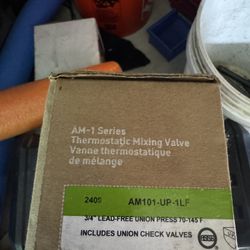 AM-1 Series
Thermostatic Mixing Valve
Vanne thermostatique
de mélange
2409 AM101-UP-1LF
3/4" LEAD-FREE UNION PRESS 70-145 F
INCLUDES UNION CHECK VALVES